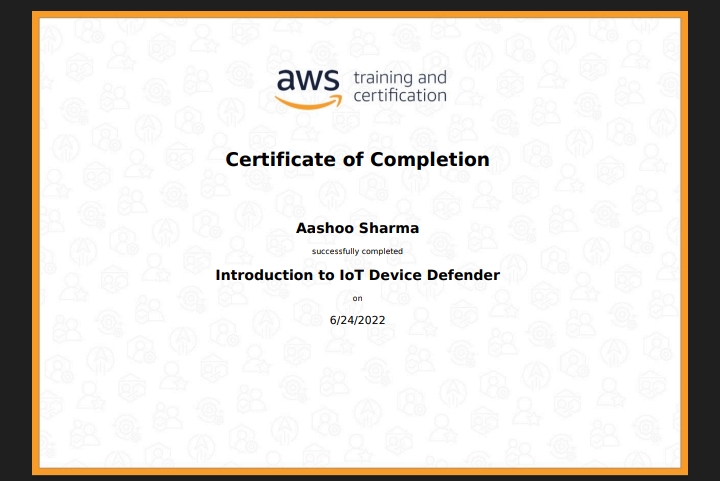 aws training and
certification
Certificate of Completion
Aashoo Sharma
successfully completed
Introduction to IoT Device Defender
on
6/24/2022